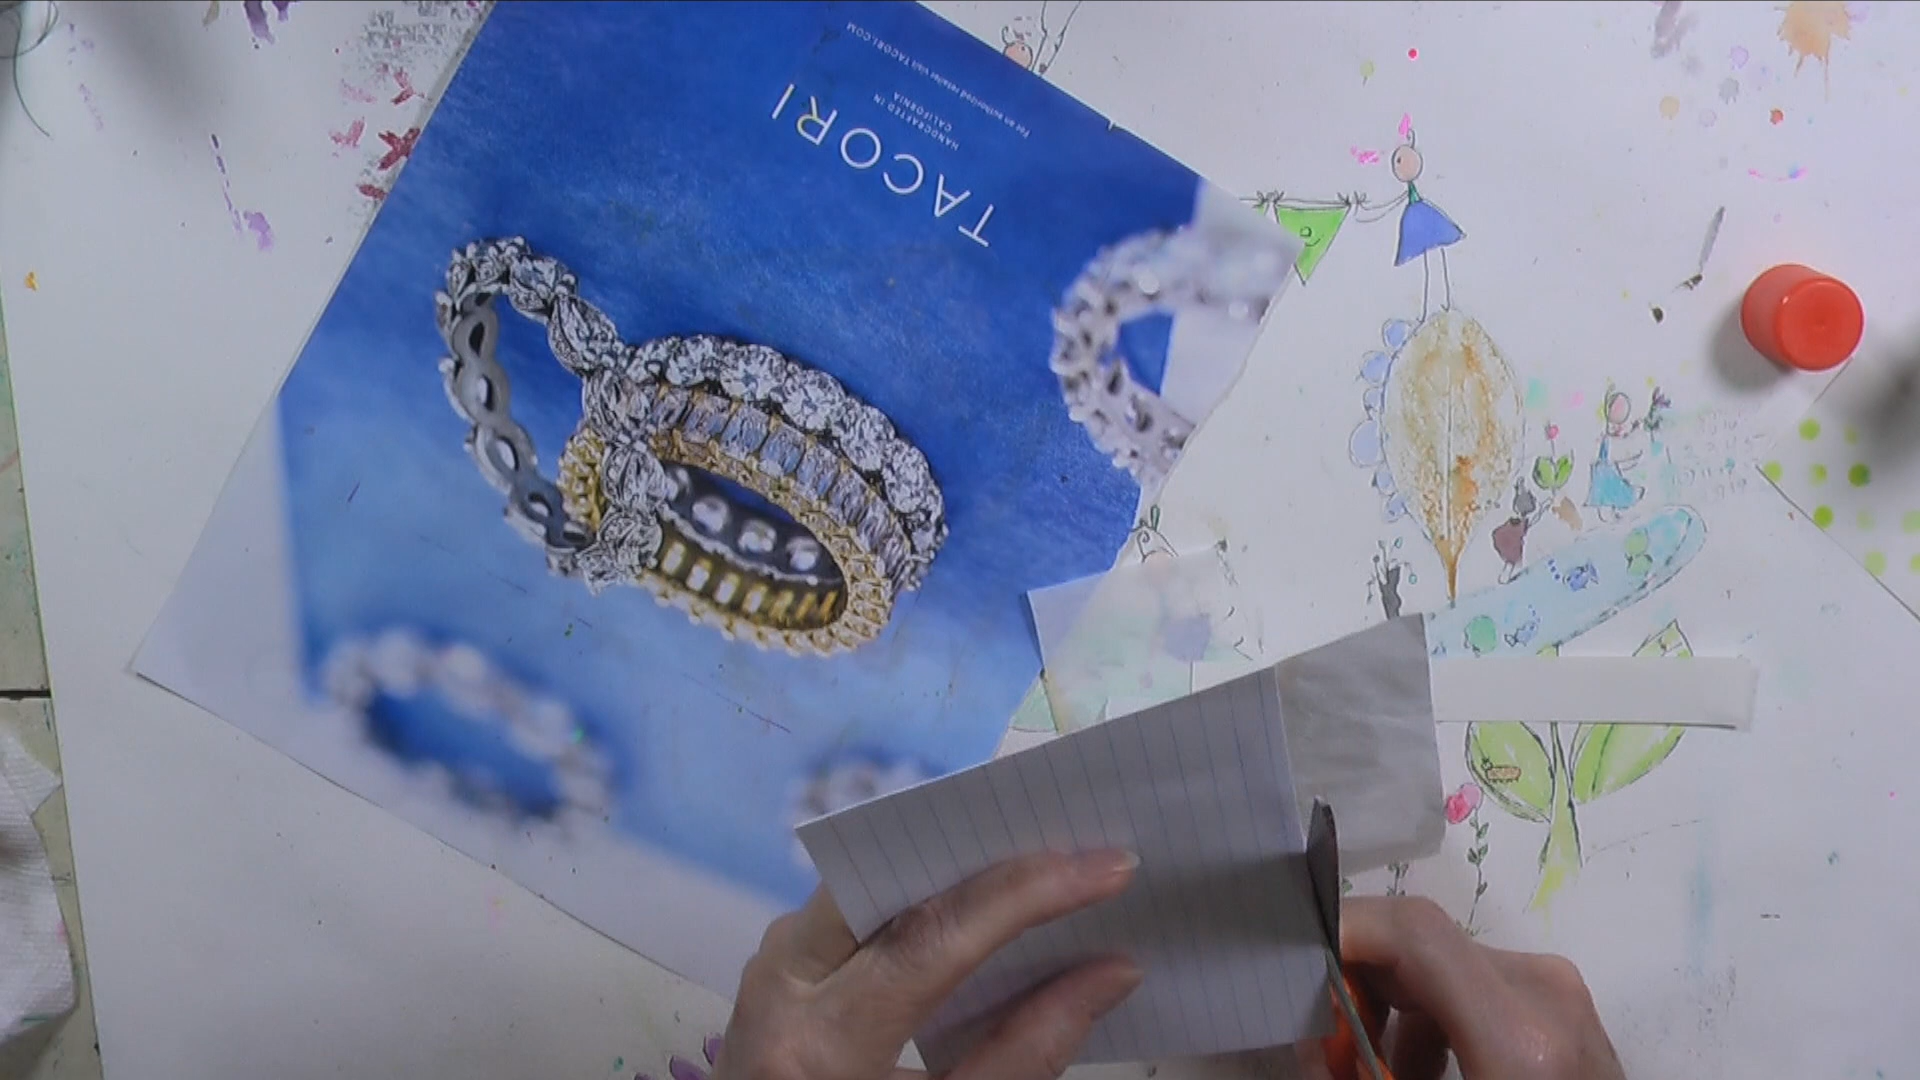 TACORI
HANDCRAFTED IN
CALIFORNIA
For an authorized retailer visit TACORI.COM